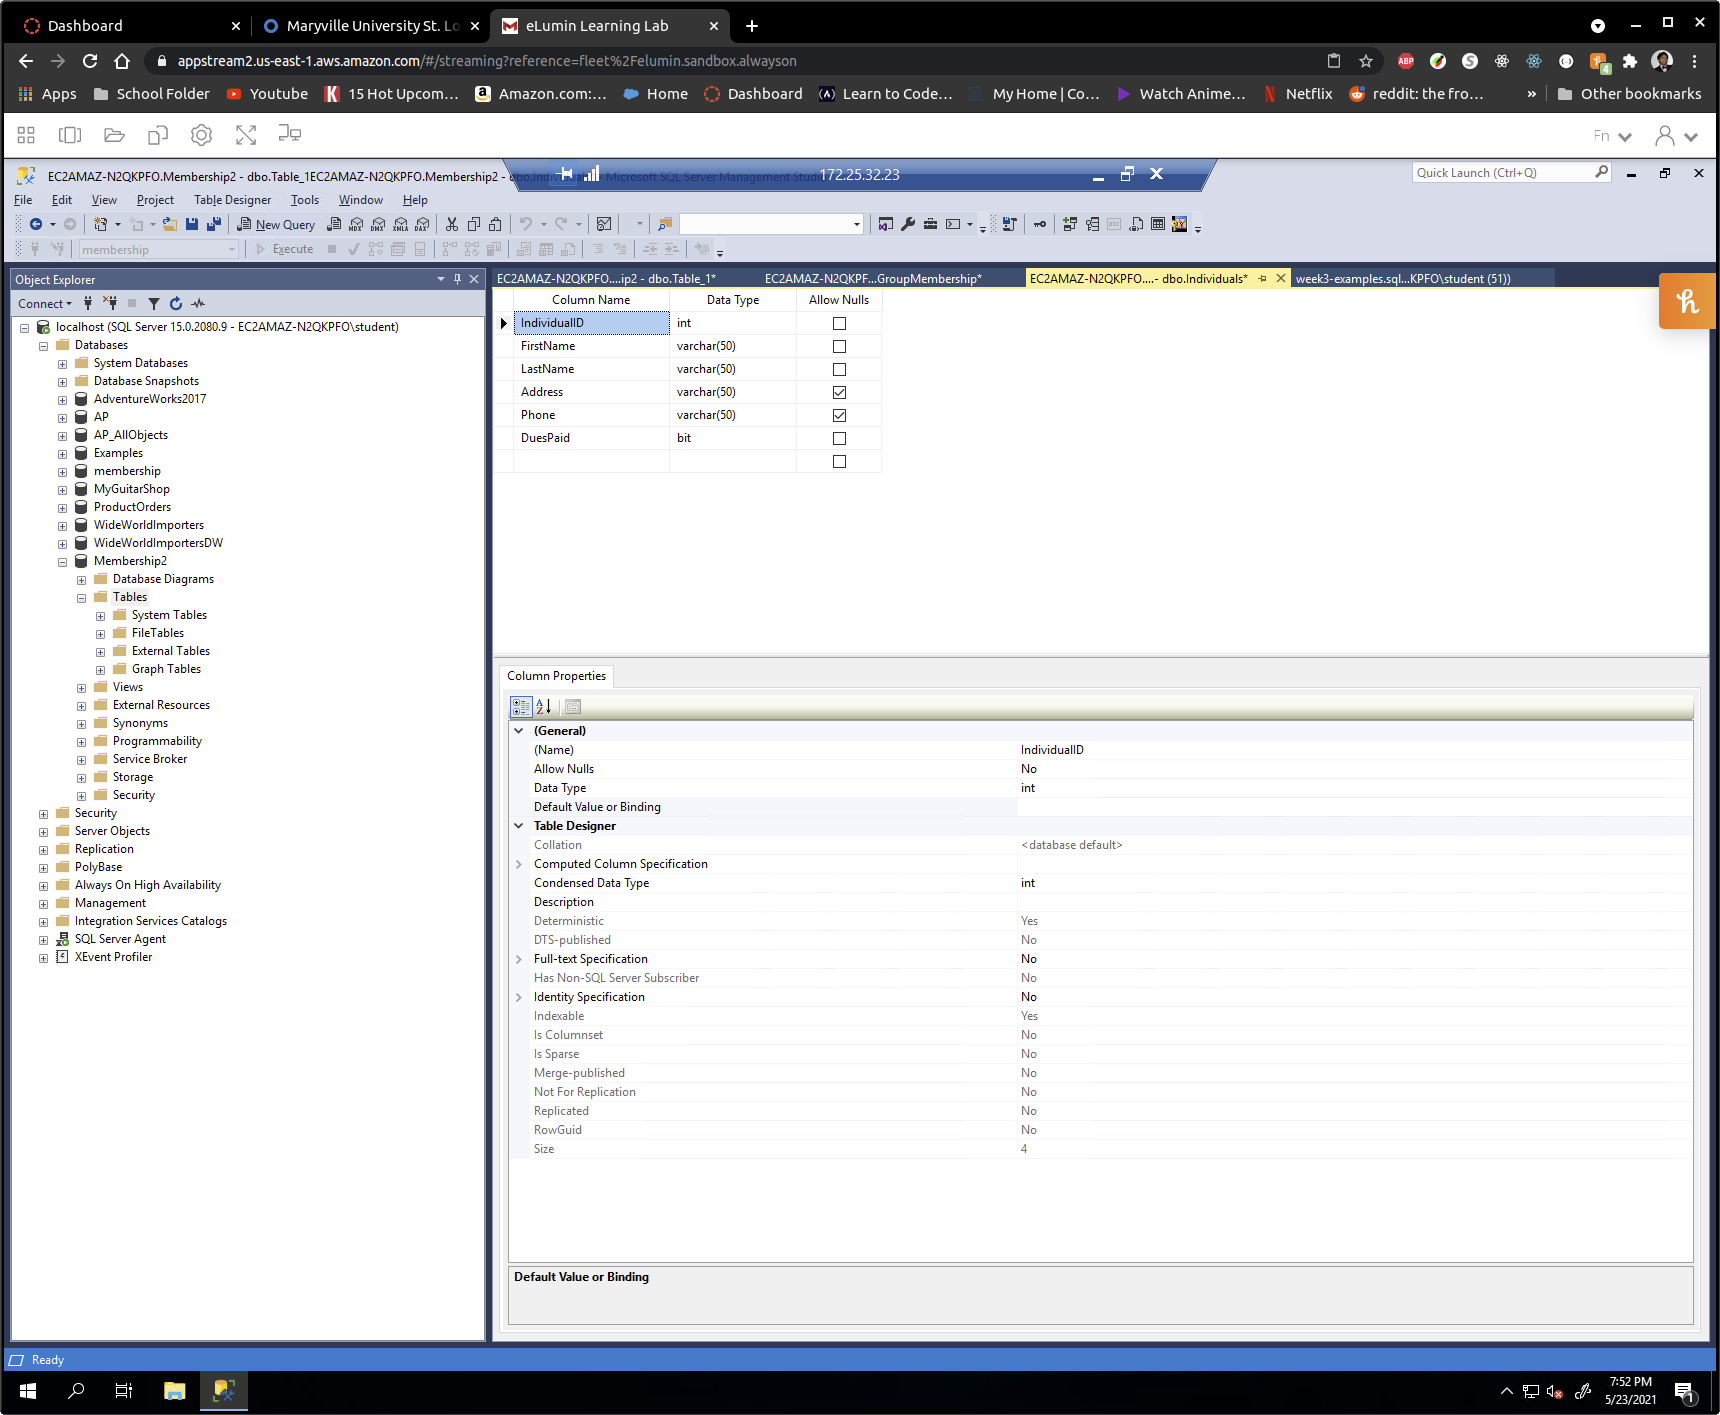 Dashboard
Maryville University St. Lo
eLumin Learning Lab
appstream2.us-east-1.aws.amazon.com/#/streaming?reference=fleet%2Felumin.sandbox.alwayson
ABP
4
Apps
School Folder
Youtube
15 Hot Upcom...
Amazon.com:...
Home
Dashboard
Learn to Code...
My Home | Co...
Watch Anime...
Netflix
reddit: the fro...
»
Other bookmarks
Fn
EC2AMAZ-N2QKPFO.Membership2 - dbo.Table_1EC2AMAZ-N2QKPFO.Membership2 - dbo.Individuals - Microsoft SQL Server Management Studio
172.25.32.23
Quick Launch (Ctrl+Q)
File Edit View Project Table Designer Tools Window Help
New Query
membership
Execute
Object Explorer
EC2AMAZ-N2QKPFO....ip2 - dbo.Table_1*
EC2AMAZ-N2QKPF...GroupMembership*
EC2AMAZ-N2QKPFO....- dbo.Individuals*
week3-examples.sql...KPFO\student (51))
Connect
localhost (SQL Server 15.0.2080.9 - EC2AMAZ-N2QKPFO\student)
Databases
System Databases
Database Snapshots
AdventureWorks2017
AP
AP_AllObjects
Examples
membership
MyGuitarShop
ProductOrders
WideWorldImporters
WideWorldImportersDW
Membership2
Database Diagrams
Tables
System Tables
FileTables
External Tables
Graph Tables
Views
External Resources
Synonyms
Programmability
Service Broker
Storage
Security
Security
Server Objects
Replication
PolyBase
Always On High Availability
Management
Integration Services Catalogs
SQL Server Agent
XEvent Profiler
Column Name Data Type Allow Nulls
IndividualID int
FirstName varchar(50)
LastName varchar(50)
Address varchar(50)
Phone varchar(50)
DuesPaid bit
h
Column Properties
(General)
(Name) IndividualID
Allow Nulls No
Data Type int
Default Value or Binding
Table Designer
Collation <database default>
Computed Column Specification
Condensed Data Type int
Description
Deterministic Yes
DTS-published No
Full-text Specification No
Has Non-SQL Server Subscriber No
Identity Specification No
Indexable Yes
Is Columnset No
Is Sparse No
Merge-published No
Not For Replication No
Replicated No
RowGuid No
Size 4
Default Value or Binding
Ready
7:52 PM
5/23/2021
1